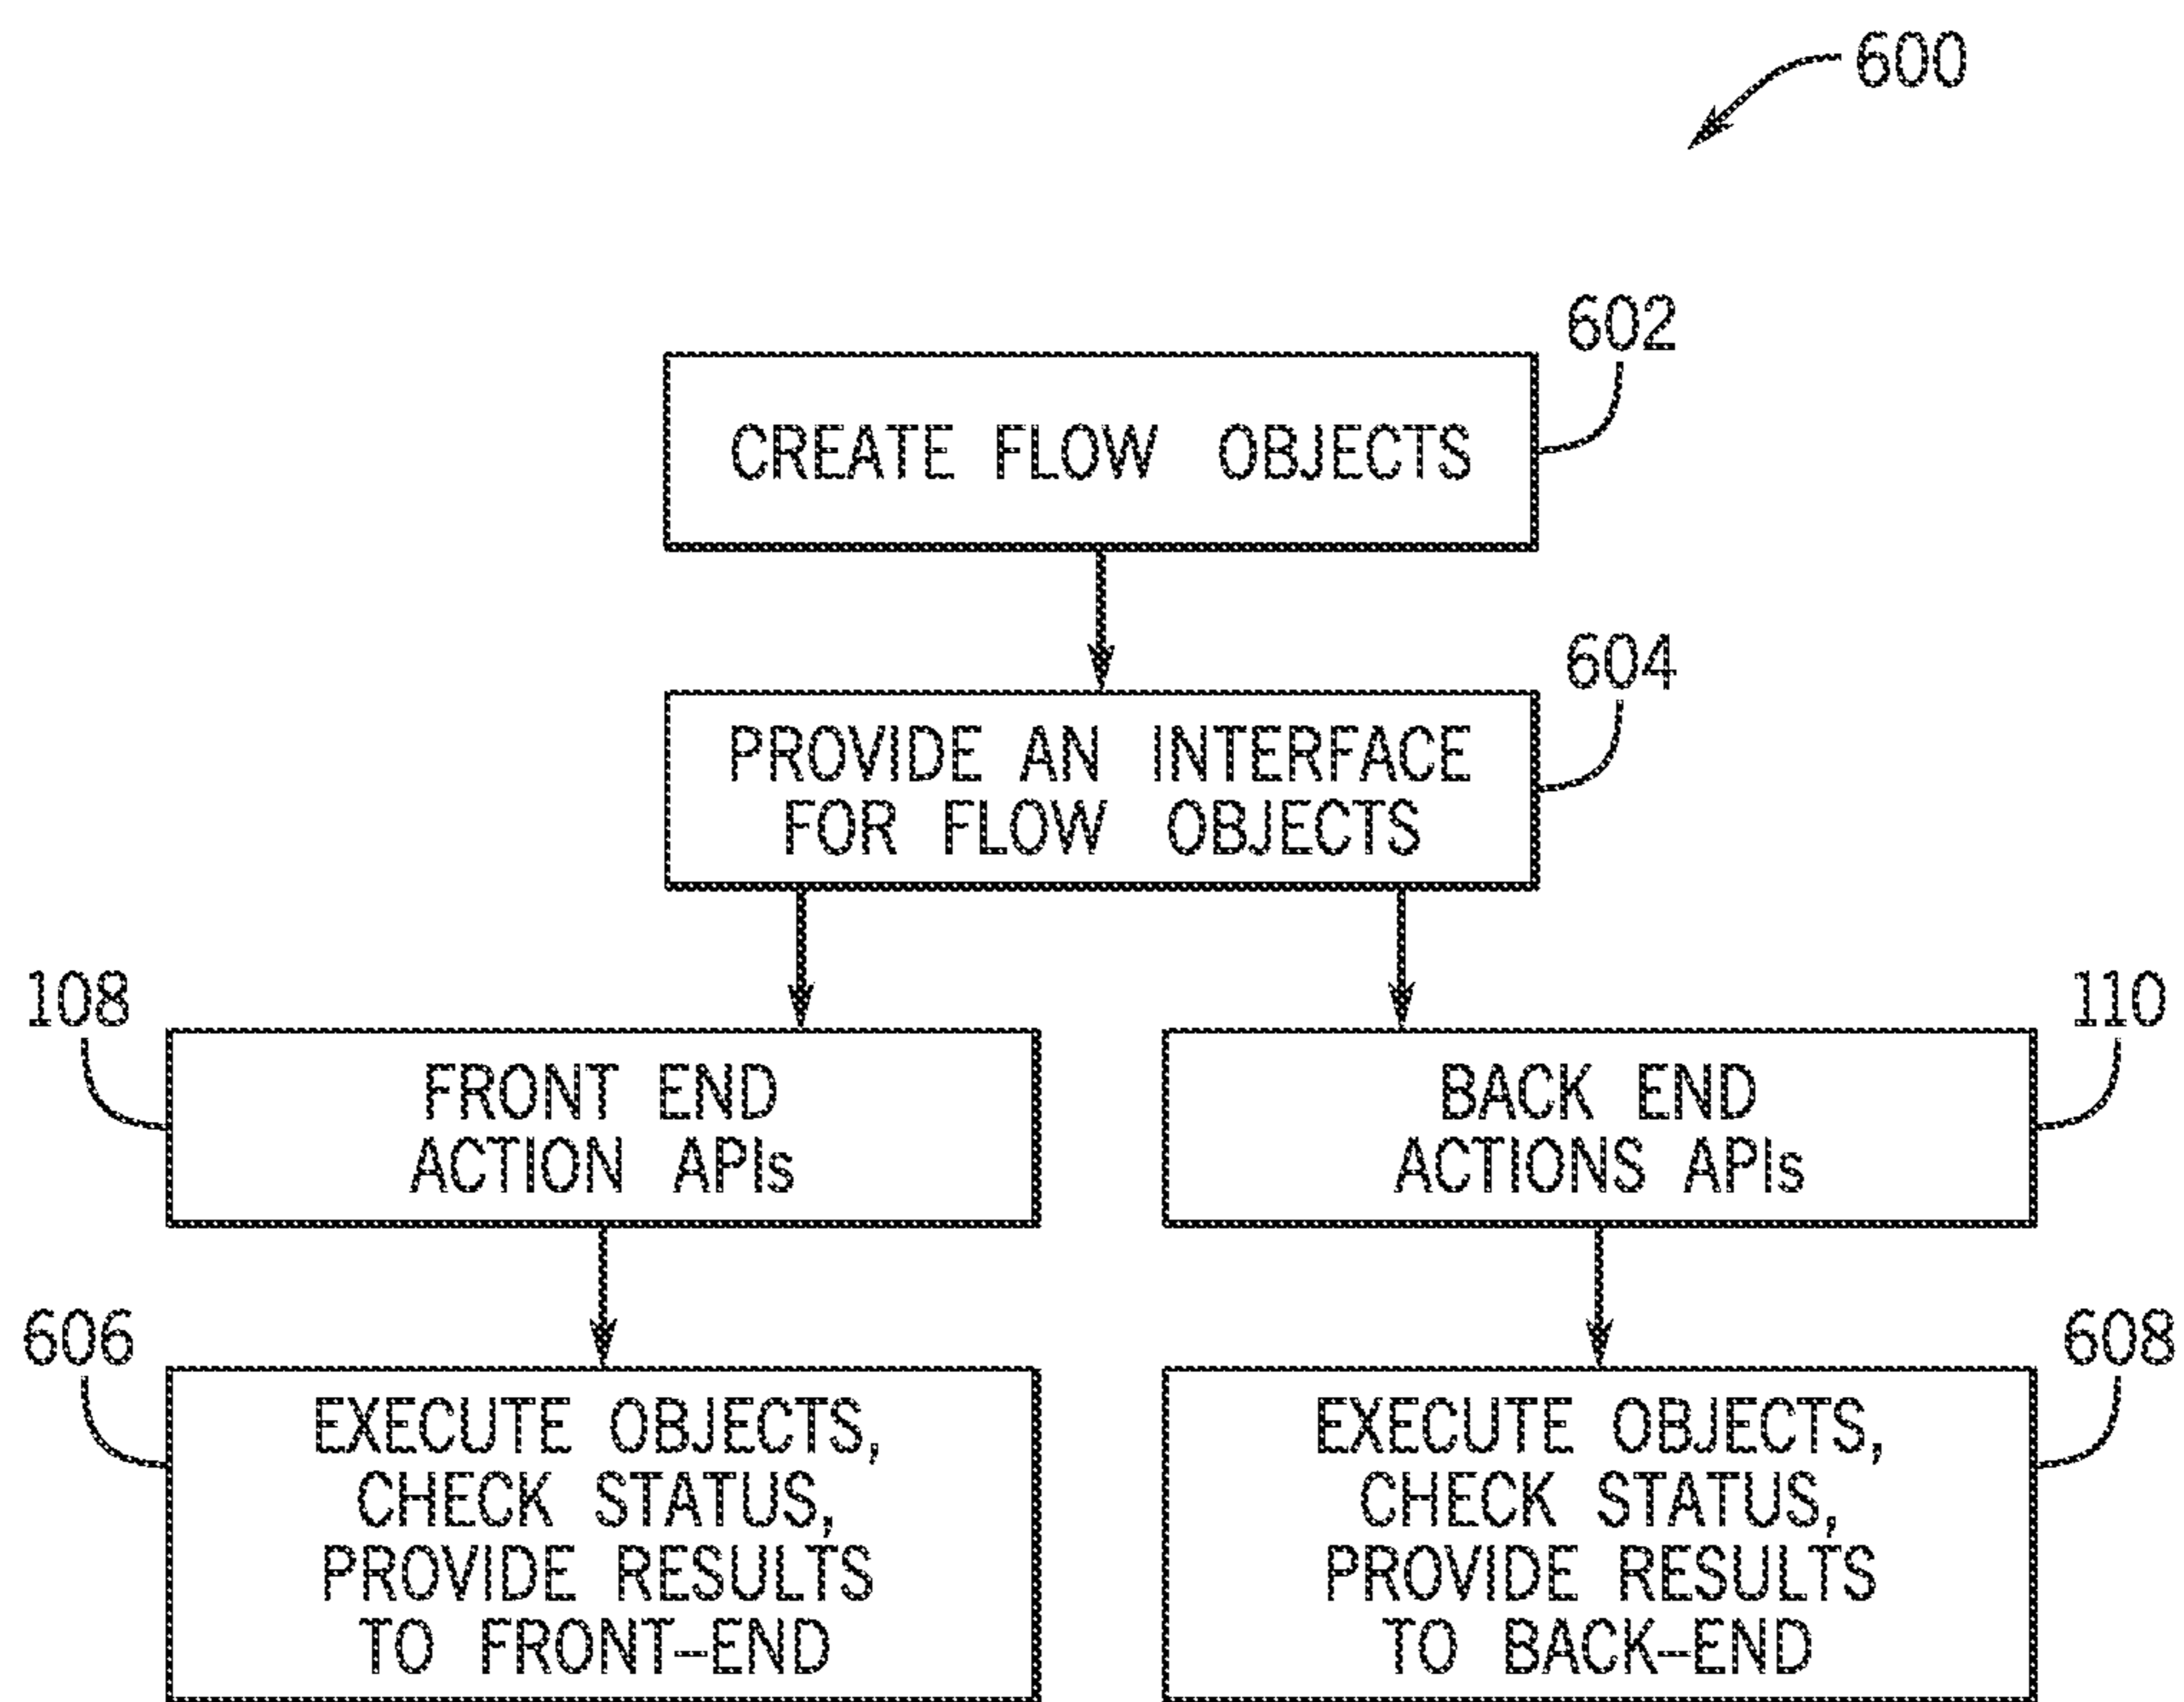 600
602
CREATE FLOW OBJECTS
604
PROVIDE AN INTERFACE
FOR FLOW OBJECTS
108
FRONT END
ACTION APIs
110
BACK END
ACTIONS APIs
606
EXECUTE OBJECTS,
CHECK STATUS,
PROVIDE RESULTS
TO FRONT–END
608
EXECUTE OBJECTS,
CHECK STATUS,
PROVIDE RESULTS
TO BACK–END